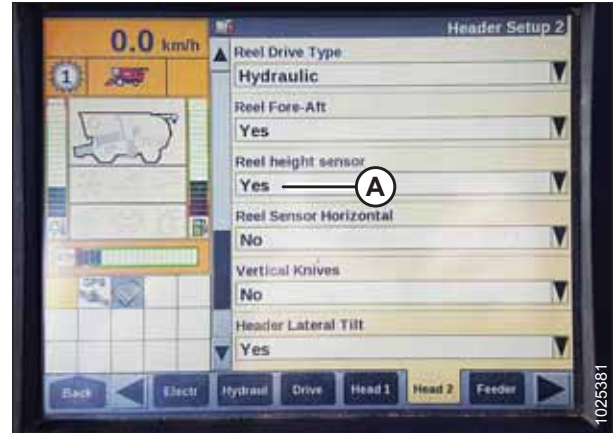 0.0 km/h
Header Setup 2
1
Reel Drive Type
Hydraulic
Reel Fore-Aft
Yes
Reel height sensor
Yes
A
Reel Sensor Horizontal
No
Vertical Knives
No
Header Lateral Tilt
Yes
Back
Electr
Hydraul
Drive
Head 1
Head 2
Feeder
1025381